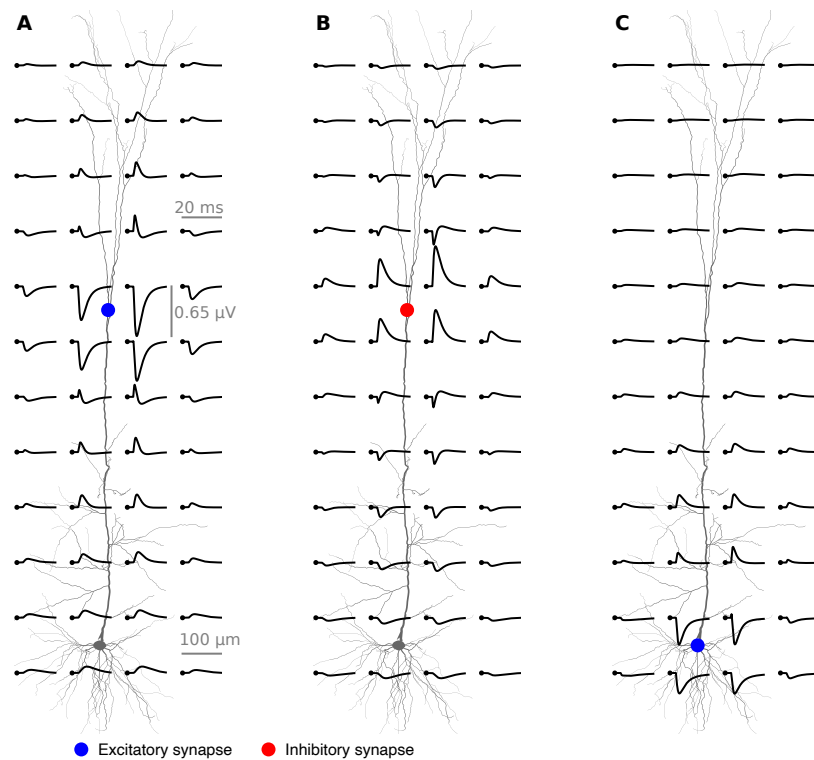 A
B
C
20 ms
0.65 µV
100 µm
Excitatory synapse
Inhibitory synapse